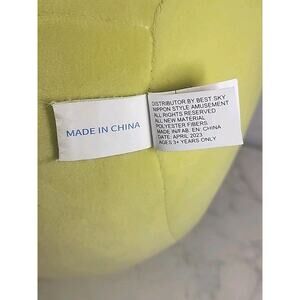 MADE IN CHINA
DISTRIBUTOR BY BEST SKY
NIPPON STYLE AMUSEMENT
ALL RIGHTS RESERVED
ALL NEW MATERIAL
POLYESTER FIBERS
MADE IN/FAB. EN. CHINA
DATE: APRIL 2023
AGES 3+ YEARS ONLY